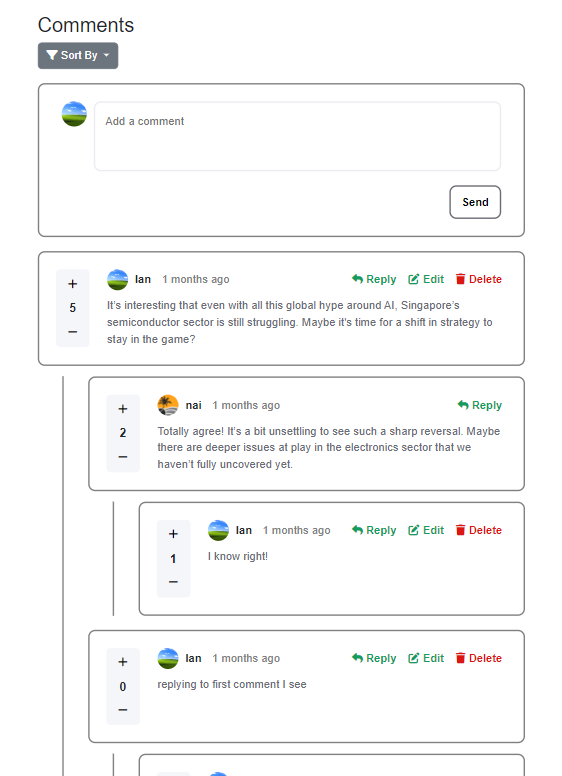 Comments
Sort By
Add a comment
Send
+
5
−
Ian 1 months ago Reply Edit Delete
It's interesting that even with all this global hype around AI, Singapore's
semiconductor sector is still struggling. Maybe it's time for a shift in strategy to
stay in the game?
+
2
−
nai 1 months ago Reply
Totally agree! It's a bit unsettling to see such a sharp reversal. Maybe
there are deeper issues at play in the electronics sector that we
haven't fully uncovered yet.
+
1
−
Ian 1 months ago Reply Edit Delete
I know right!
+
0
−
Ian 1 months ago Reply Edit Delete
replying to first comment I see